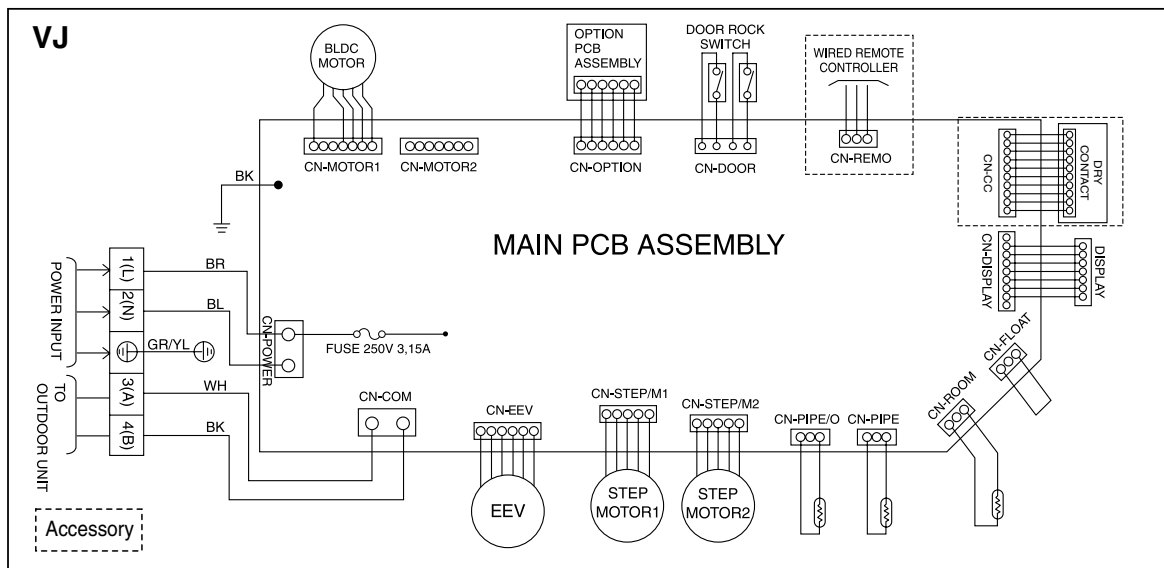 VJ
BLDC
MOTOR
OPTION
PCB
ASSEMBLY
DOOR ROCK
SWITCH
WIRED REMOTE
CONTROLLER
CN-MOTOR1
CN-MOTOR2
CN-OPTION
CN-DOOR
CN-REMO
CN-CC
DRY
CONTACT
BK
MAIN PCB ASSEMBLY
CN-DISPLAY
DISPLAY
POWER INPUT
1(L)
BR
2(N)
BL
GR/YL
CN-POWER
FUSE 250V 3,15A
CN-FLOAT
CN-ROOM
TO
OUTDOOR UNIT
3(A)
WH
4(B)
BK
CN-COM
CN-EEV
CN-STEP/M1
CN-STEP/M2
CN-PIPE/O
CN-PIPE
EEV
STEP
MOTOR1
STEP
MOTOR2
Accessory